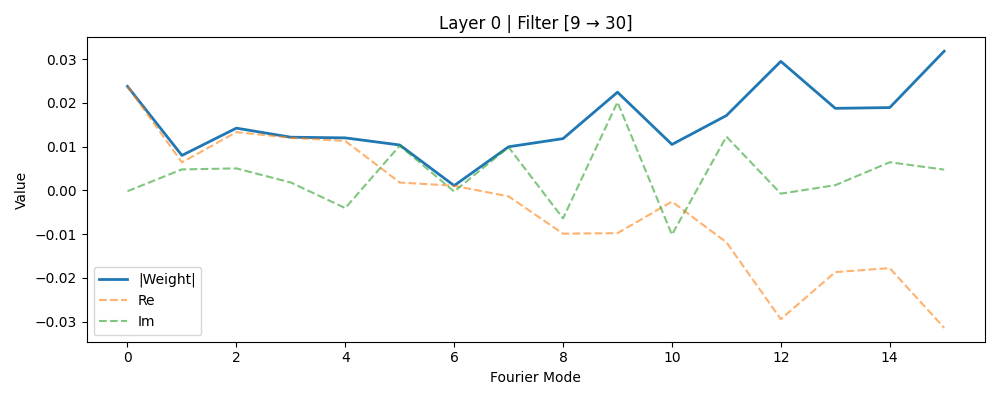 Layer 0 | Filter [9 → 30]
Value
0.03
0.02
0.01
0.00
−0.01
−0.02
−0.03
|Weight|
Re
Im
0 2 4 6 8 10 12 14
Fourier Mode